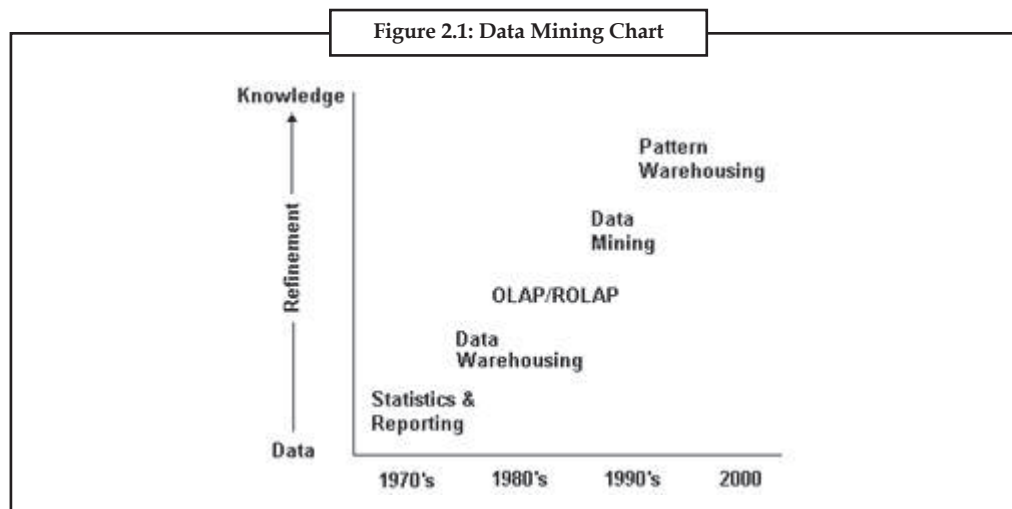 Figure 2.1: Data Mining Chart
Knowledge
Pattern
Warehousing
Data
Mining
Refinement
OLAP/ROLAP
Data
Warehousing
Statistics &
Reporting
Data
1970's 1980's 1990's 2000